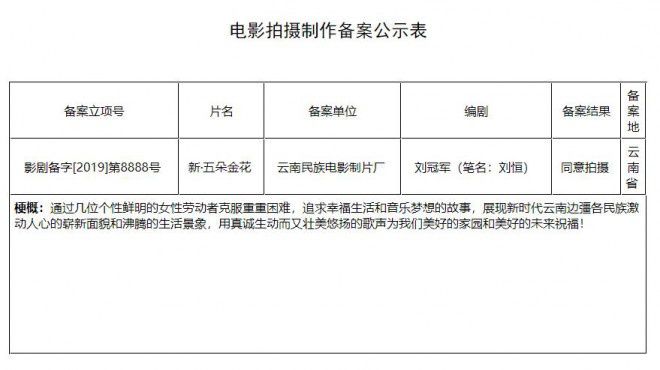 电影拍摄制作备案公示表
备案立项号 片名 备案单位 编剧 备案结果 备案地
影剧备字[2019]第8888号 新·五朵金花 云南民族电影制片厂 刘冠军（笔名：刘恒） 同意拍摄 云南省
梗概：通过几位个性鲜明的女性劳动者克服重重困难，追求幸福生活和音乐梦想的故事，展现新时代云南边疆各民族激
动人心的崭新面貌和沸腾的生活景象，用真诚生动而又壮美悠扬的歌声为我们美好的家园和美好的未来祝福！